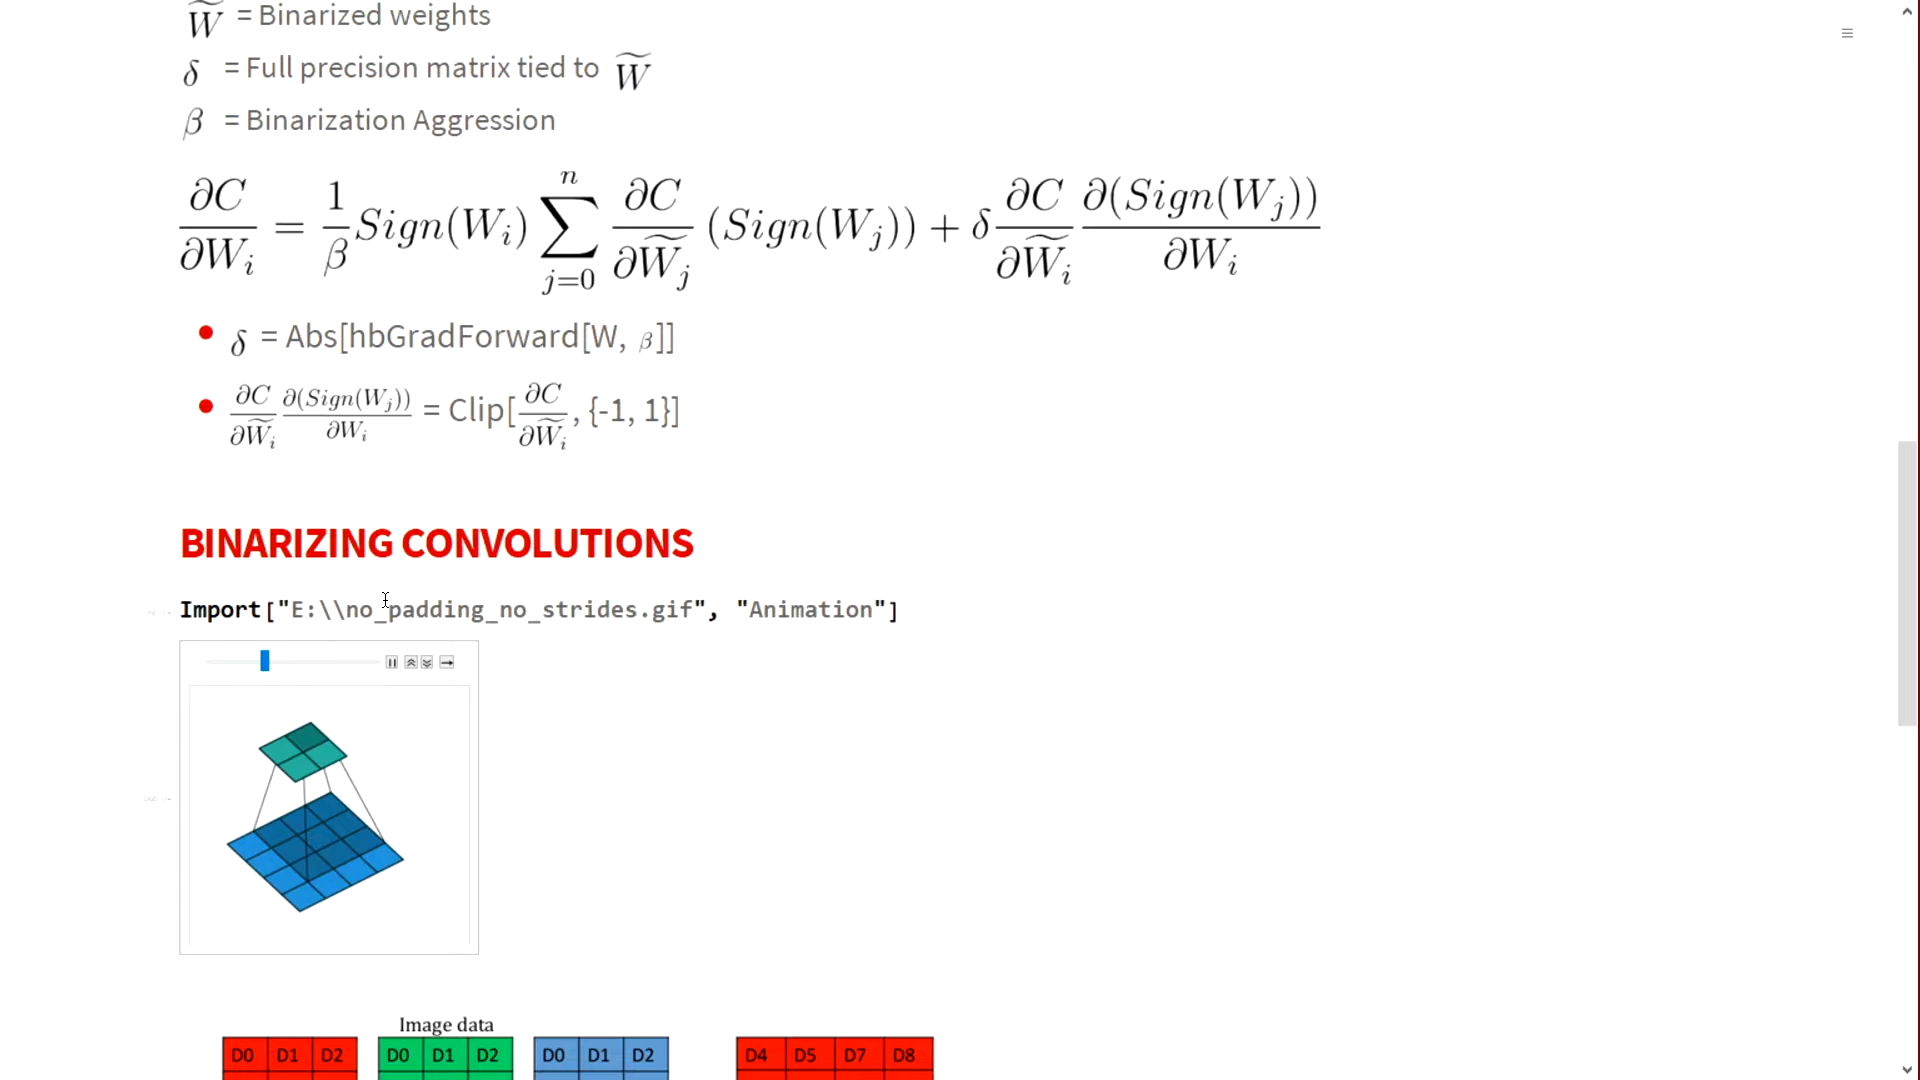 W̃ = Binarized weights
δ = Full precision matrix tied to W̃
β = Binarization Aggression
∂C/∂W_i = 1/β Sign(W_i) ∑_{j=0}^{n} ∂C/∂W̃_j (Sign(W_j)) + δ ∂C/∂W̃_i ∂(Sign(W_j))/∂W_i
• δ = Abs[hbGradForward[W, β]]
• ∂C/∂W̃_i ∂(Sign(W_j))/∂W_i = Clip[∂C/∂W̃_i, {-1, 1}]
BINARIZING CONVOLUTIONS
Import["E:\\no_padding_no_strides.gif", "Animation"]
Image data
D0 D1 D2 D0 D1 D2 D0 D1 D2 D4 D5 D7 D8